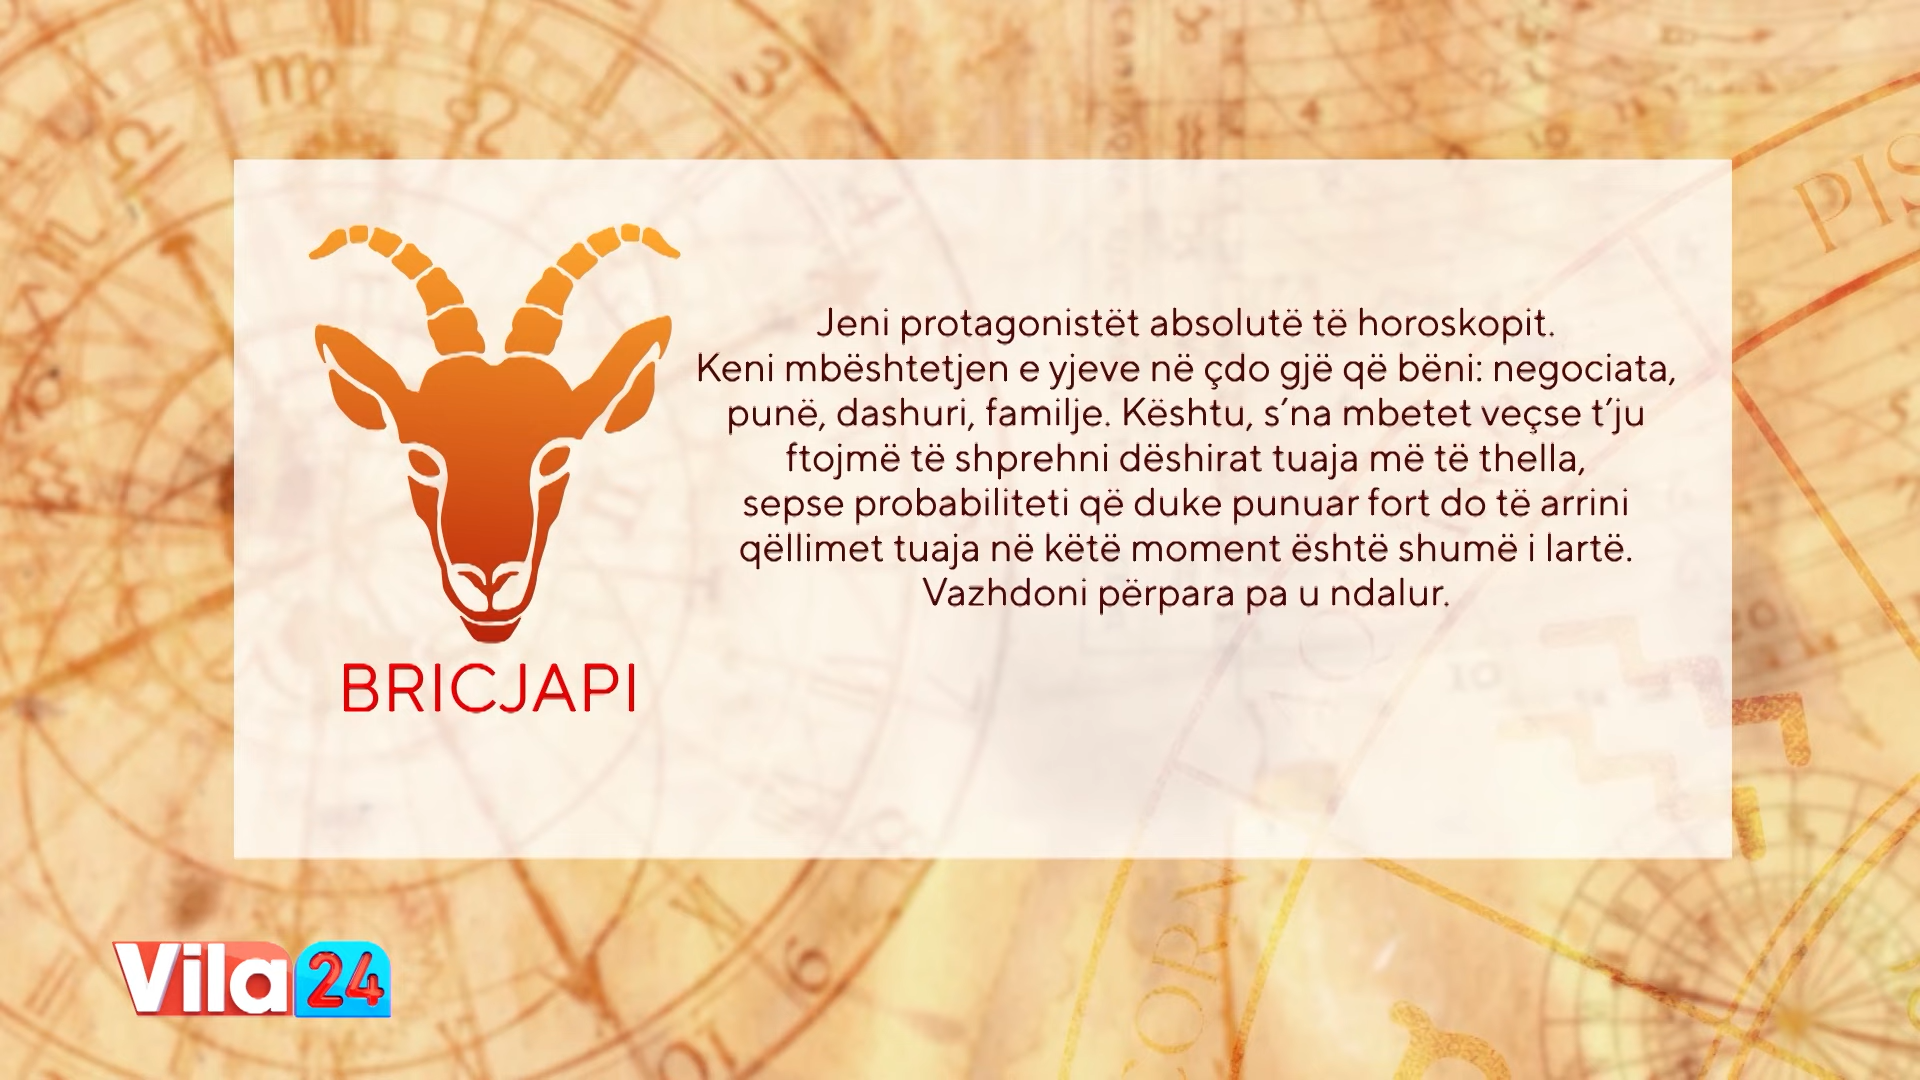 PIS
Jeni protagonistët absolutë të horoskopit.
Keni mbështetjen e yjeve në çdo gjë që bëni: negociata,
punë, dashuri, familje. Kështu, s’na mbetet veçse t’ju
ftojmë të shprehni dëshirat tuaja më të thella,
sepse probabiliteti që duke punuar fort do të arrini
qëllimet tuaja në këtë moment është shumë i lartë.
Vazhdoni përpara pa u ndalur.
BRICJAPI
Vila 24